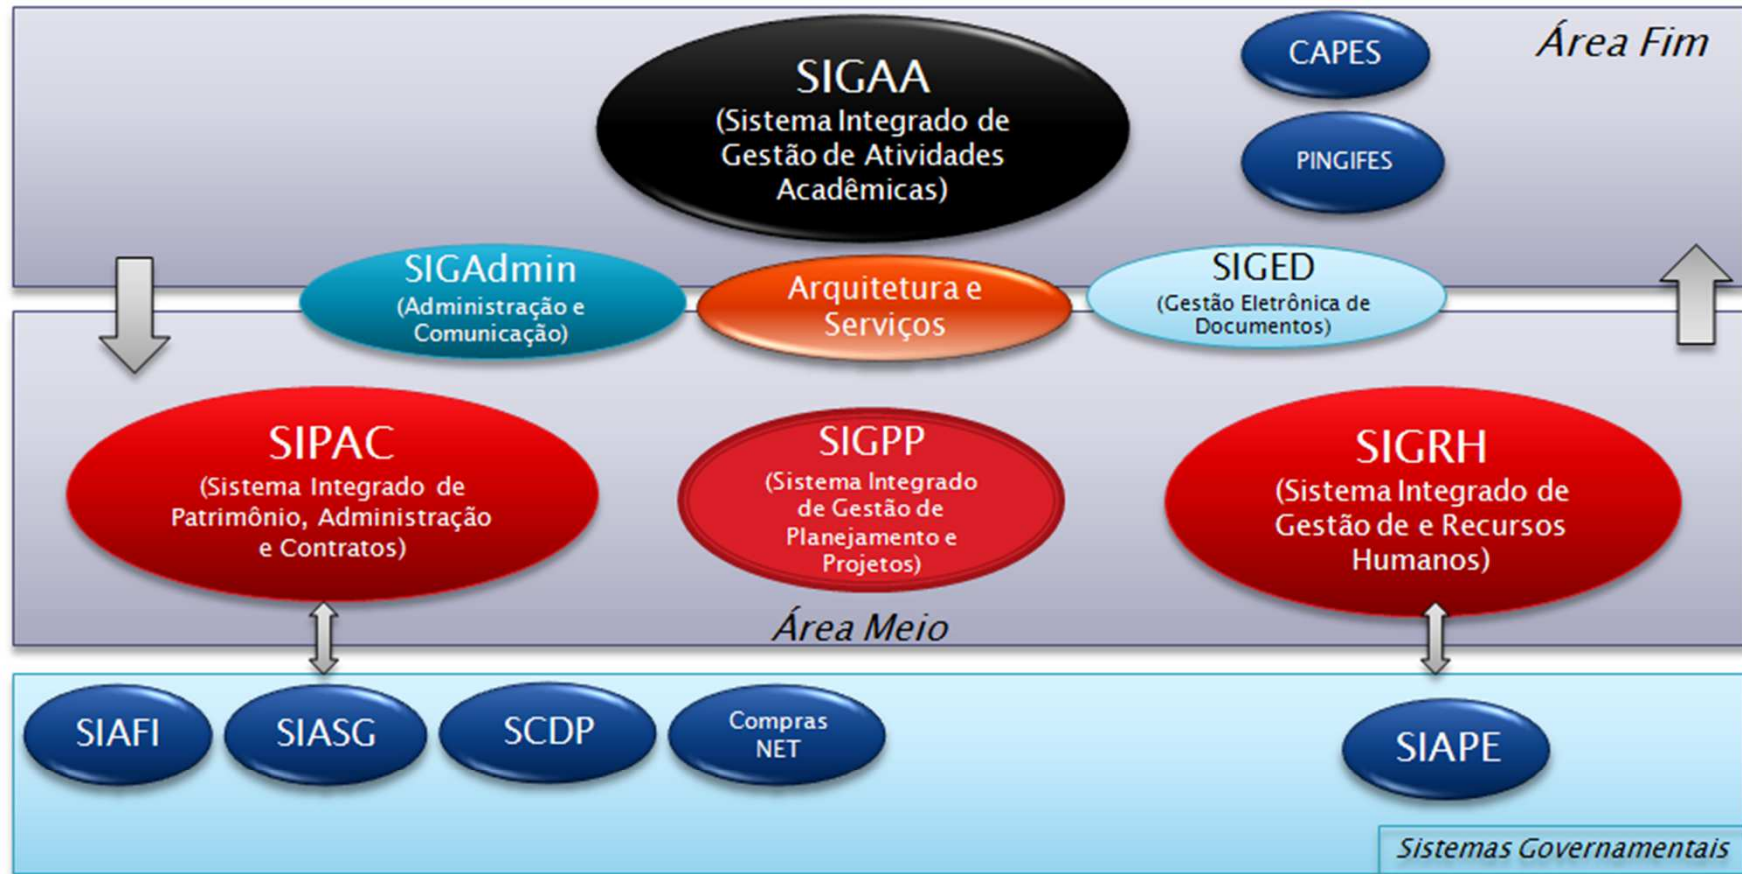 SIGAA
(Sistema Integrado de
Gestão de Atividades
Acadêmicas)
CAPES
PINGIFES
Área Fim
SIGAdmin
(Administração e
Comunicação)
Arquitetura e
Serviços
SIGED
(Gestão Eletrônica de
Documentos)
SIPAC
(Sistema Integrado de
Patrimônio, Administração
e Contratos)
SIGPP
(Sistema Integrado
de Gestão de
Planejamento e
Projetos)
SIGRH
(Sistema Integrado de
Gestão de e Recursos
Humanos)
Área Meio
SIAFI
SIASG
SCDP
Compras
NET
SIAPE
Sistemas Governamentais